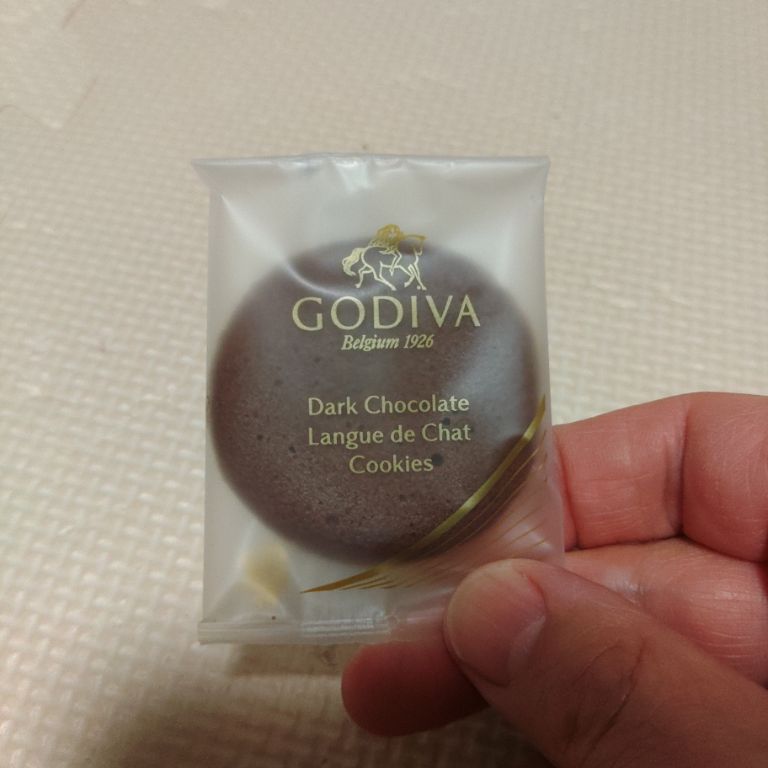 GODIVA
Belgium 1926
Dark Chocolate
Langue de Chat
Cookies